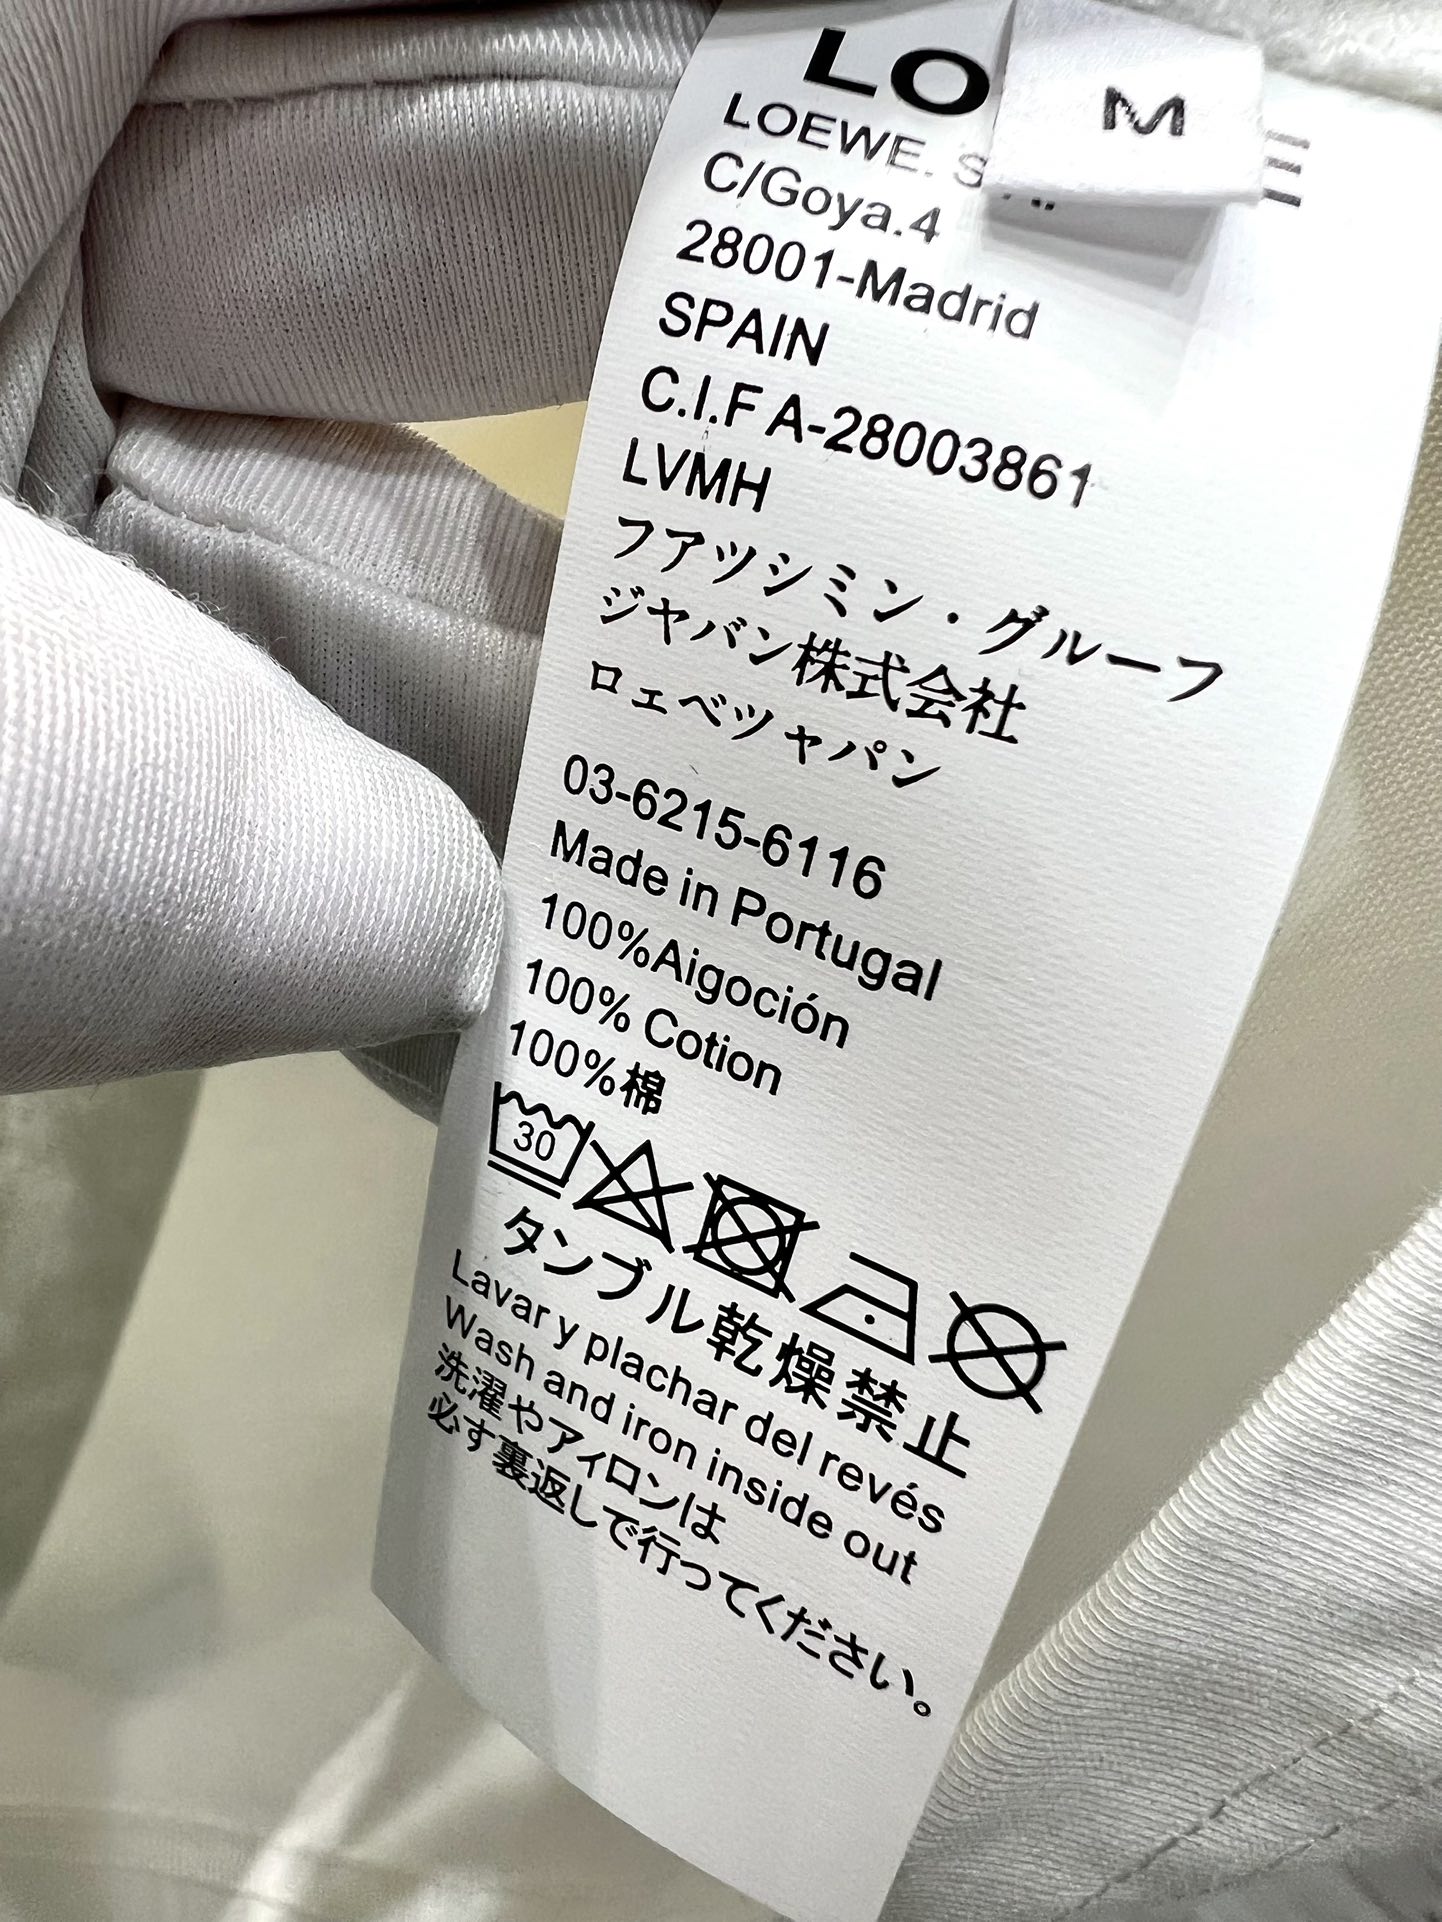 LO
M
LOEWE. S
C/Goya.4
28001-Madrid
SPAIN
C.I.F A-28003861
LVMH
フアツシミン・グルーフ
ジヤバン株式会社
ロェベツャパン
03-6215-6116
Made in Portugal
100%Aigoción
100% Cotion
100%棉
30
タンブル乾燥禁止
Lavar y plachar del revés
Wash and iron inside out
洗濯やアィロンは
必す裏返しで行ってください。